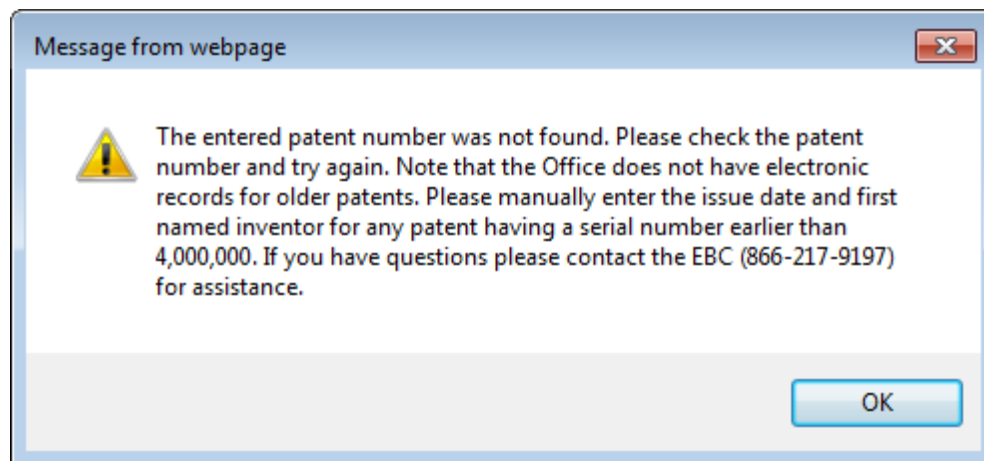 Message from webpage
The entered patent number was not found. Please check the patent
number and try again. Note that the Office does not have electronic
records for older patents. Please manually enter the issue date and first
named inventor for any patent having a serial number earlier than
4,000,000. If you have questions please contact the EBC (866-217-9197)
for assistance.
OK